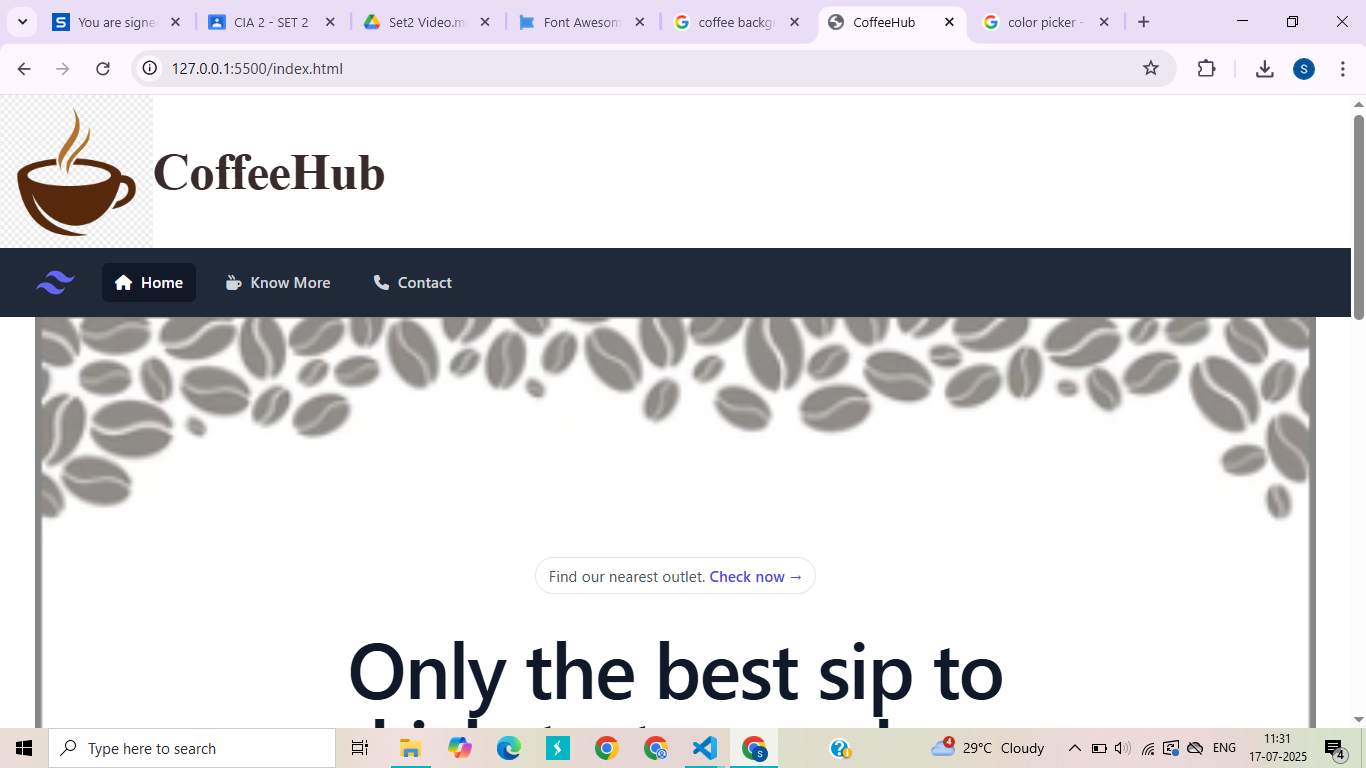 You are signe
CIA 2 - SET 2
Set2 Video.m
Font Awesom
coffee backgr
CoffeeHub
color picker -
127.0.0.1:5500/index.html
S
CoffeeHub
Home
Know More
Contact
Find our nearest outlet. Check now →
Only the best sip to
Type here to search
S
4
29°C Cloudy
ENG
11:31
17-07-2025
4